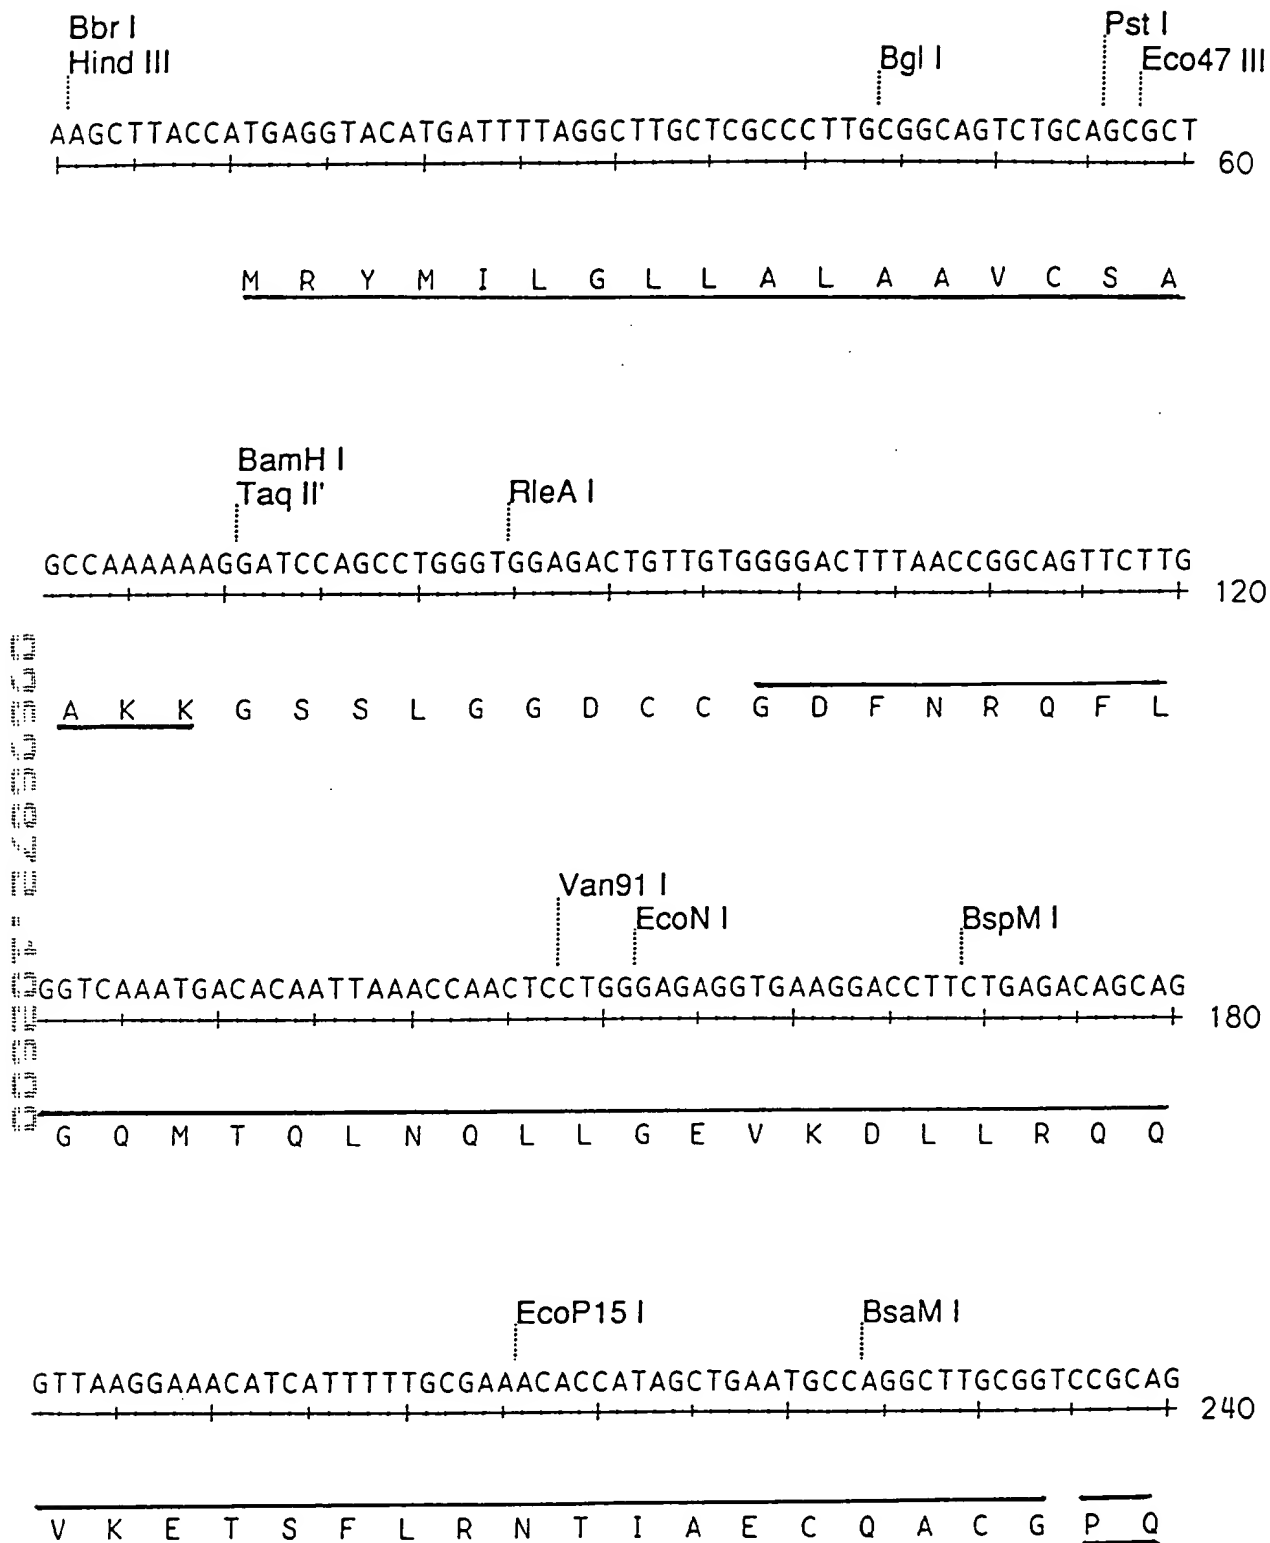 Bbr I
Hind III
Bgl I
Pst I
Eco47 III
AAGCTTACCATGAGGTACATGATTTTAGGCTTGCTCGCCCTTGCGGCAGTCTGCAGCGCT
60
M R Y M I L G L L A L A A V C S A
BamH I
Taq II'
RleA I
GCCAAAAAAGGATCCAGCCTGGGTGGAGACTGTTGTGGGGACTTTAACCGGCAGTTCTTG
120
A K K G S S L G G D C C G D F N R Q F L
Van91 I
EcoN I
BspM I
GGTCAAATGACACAATTAAACCAACTCCTGGGAGAGGTGAAGGACCTTCTGAGACAGCAG
180
G Q M T Q L N Q L L G E V K D L L R Q Q
EcoP15 I
BsaM I
GTTAAGGAAACATCATTTTTGCGAAACACCATAGCTGAATGCCAGGCTTGCGGTCCGCAG
240
V K E T S F L R N T I A E C Q A C G P Q